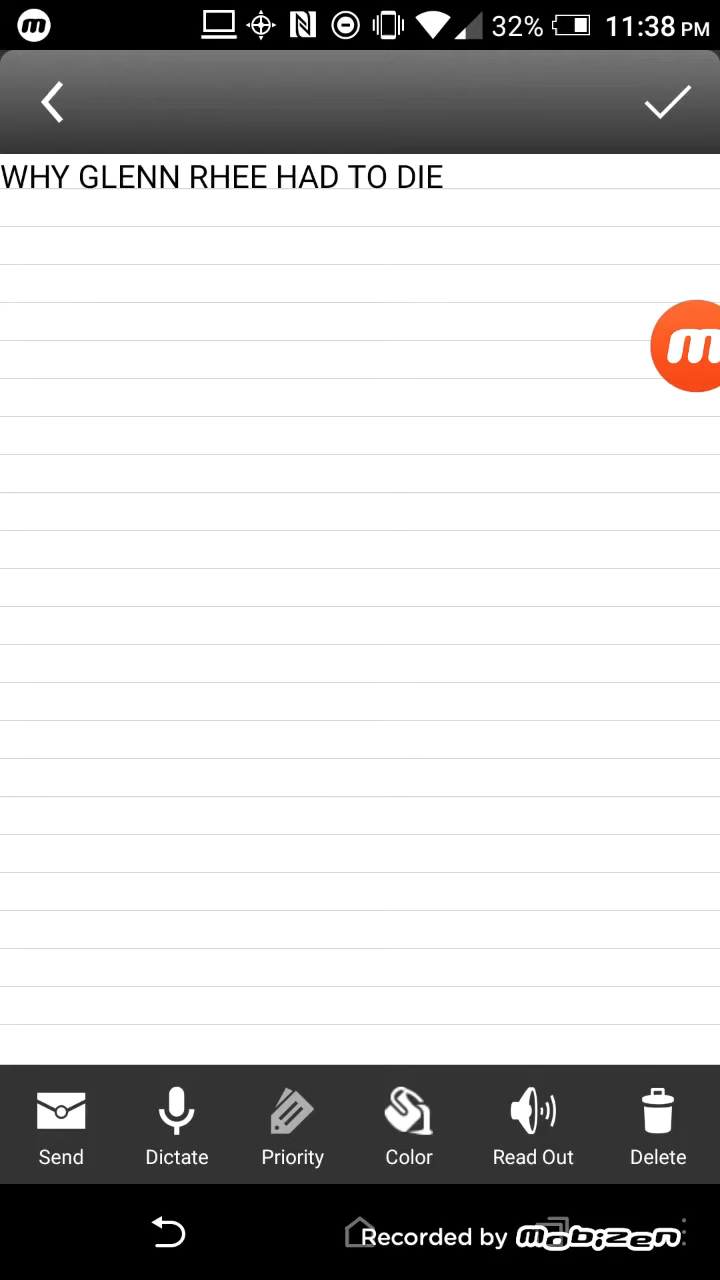 m 32% 11:38 PM
WHY GLENN RHEE HAD TO DIE
m
Send Dictate Priority Color Read Out Delete
Recorded by mobizen